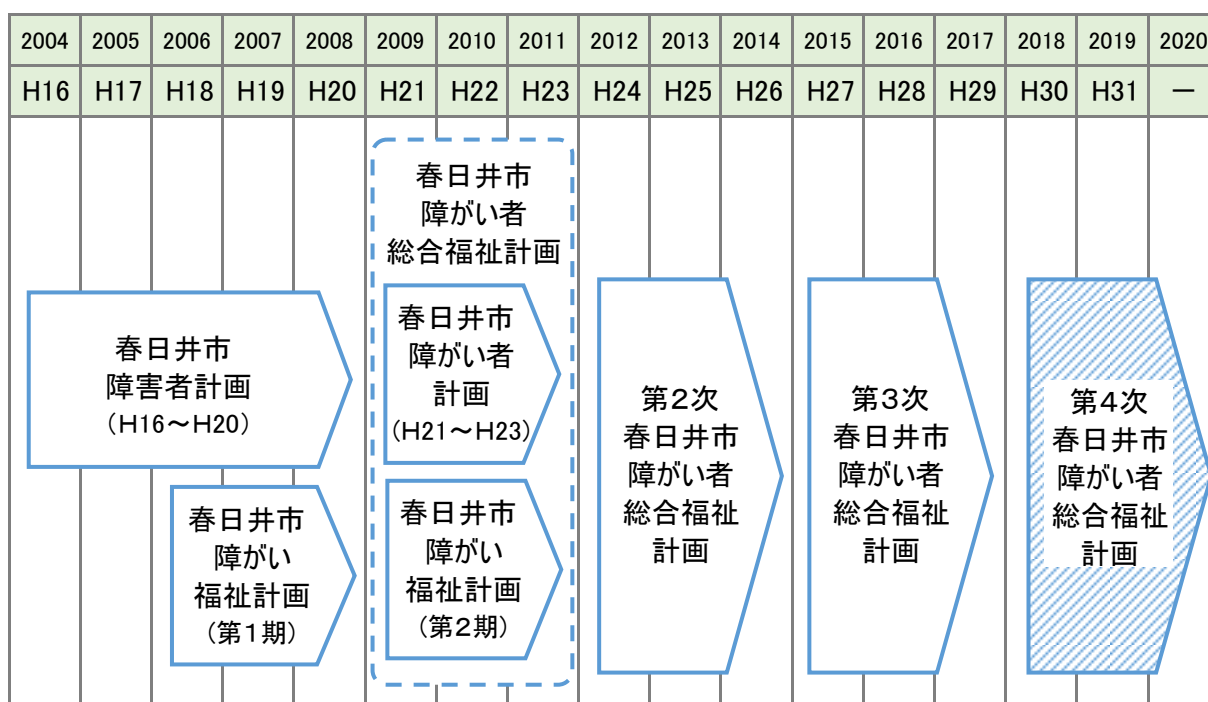 2004 2005 2006 2007 2008 2009 2010 2011 2012 2013 2014 2015 2016 2017 2018 2019 2020
H16 H17 H18 H19 H20 H21 H22 H23 H24 H25 H26 H27 H28 H29 H30 H31 ―
春日井市
障害者計画
（H16～H20）
春日井市
障がい
福祉計画
（第１期）
春日井市
障がい者
総合福祉計画
春日井市
障がい者
計画
（H21～H23）
春日井市
障がい
福祉計画
（第２期）
第２次
春日井市
障がい者
総合福祉
計画
第３次
春日井市
障がい者
総合福祉
計画
第４次
春日井市
障がい者
総合福祉
計画